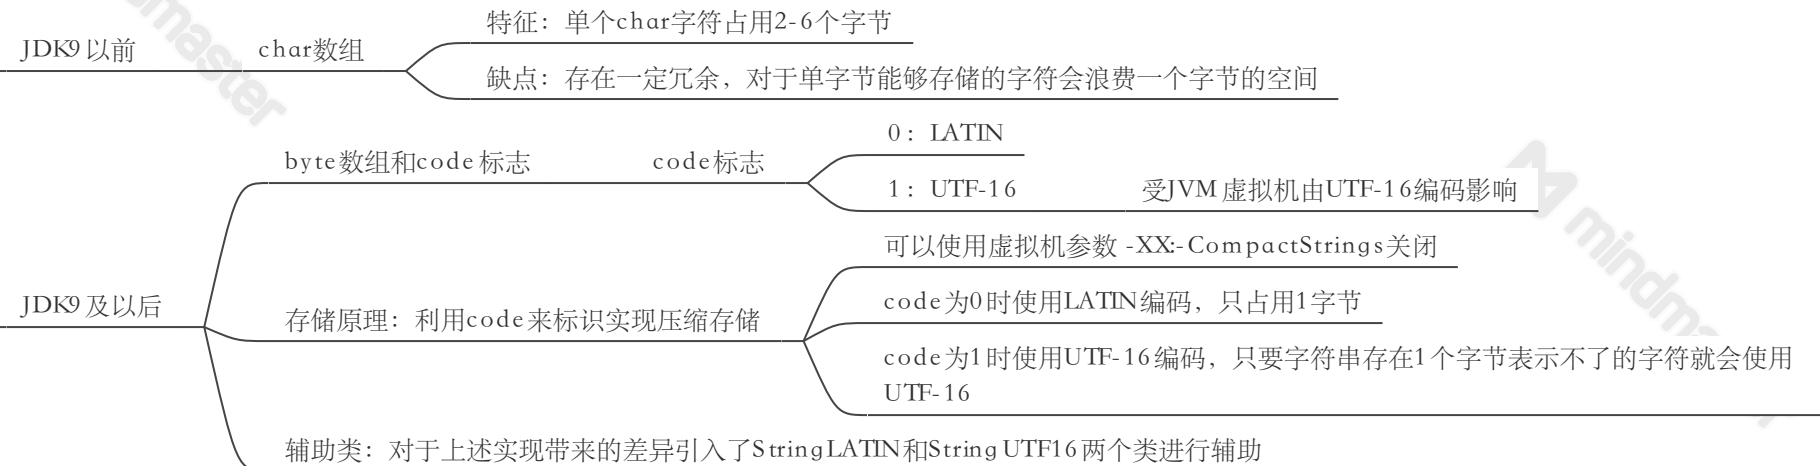 特征：单个char字符占用2-6个字节
JDK9以前
char数组
缺点：存在一定冗余，对于单字节能够存储的字符会浪费一个字节的空间
0：LATIN
byte数组和code标志
code标志
1：UTF-16
受JVM虚拟机由UTF-16编码影响
可以使用虚拟机参数 -XX:-CompactStrings关闭
JDK9及以后
code为0时使用LATIN编码，只占用1字节
存储原理：利用code来标识实现压缩存储
code为1时使用UTF-16编码，只要字符串存在1个字节表示不了的字符就会使用
UTF-16
辅助类：对于上述实现带来的差异引入了StringLATIN和StringUTF16两个类进行辅助
master
mindma